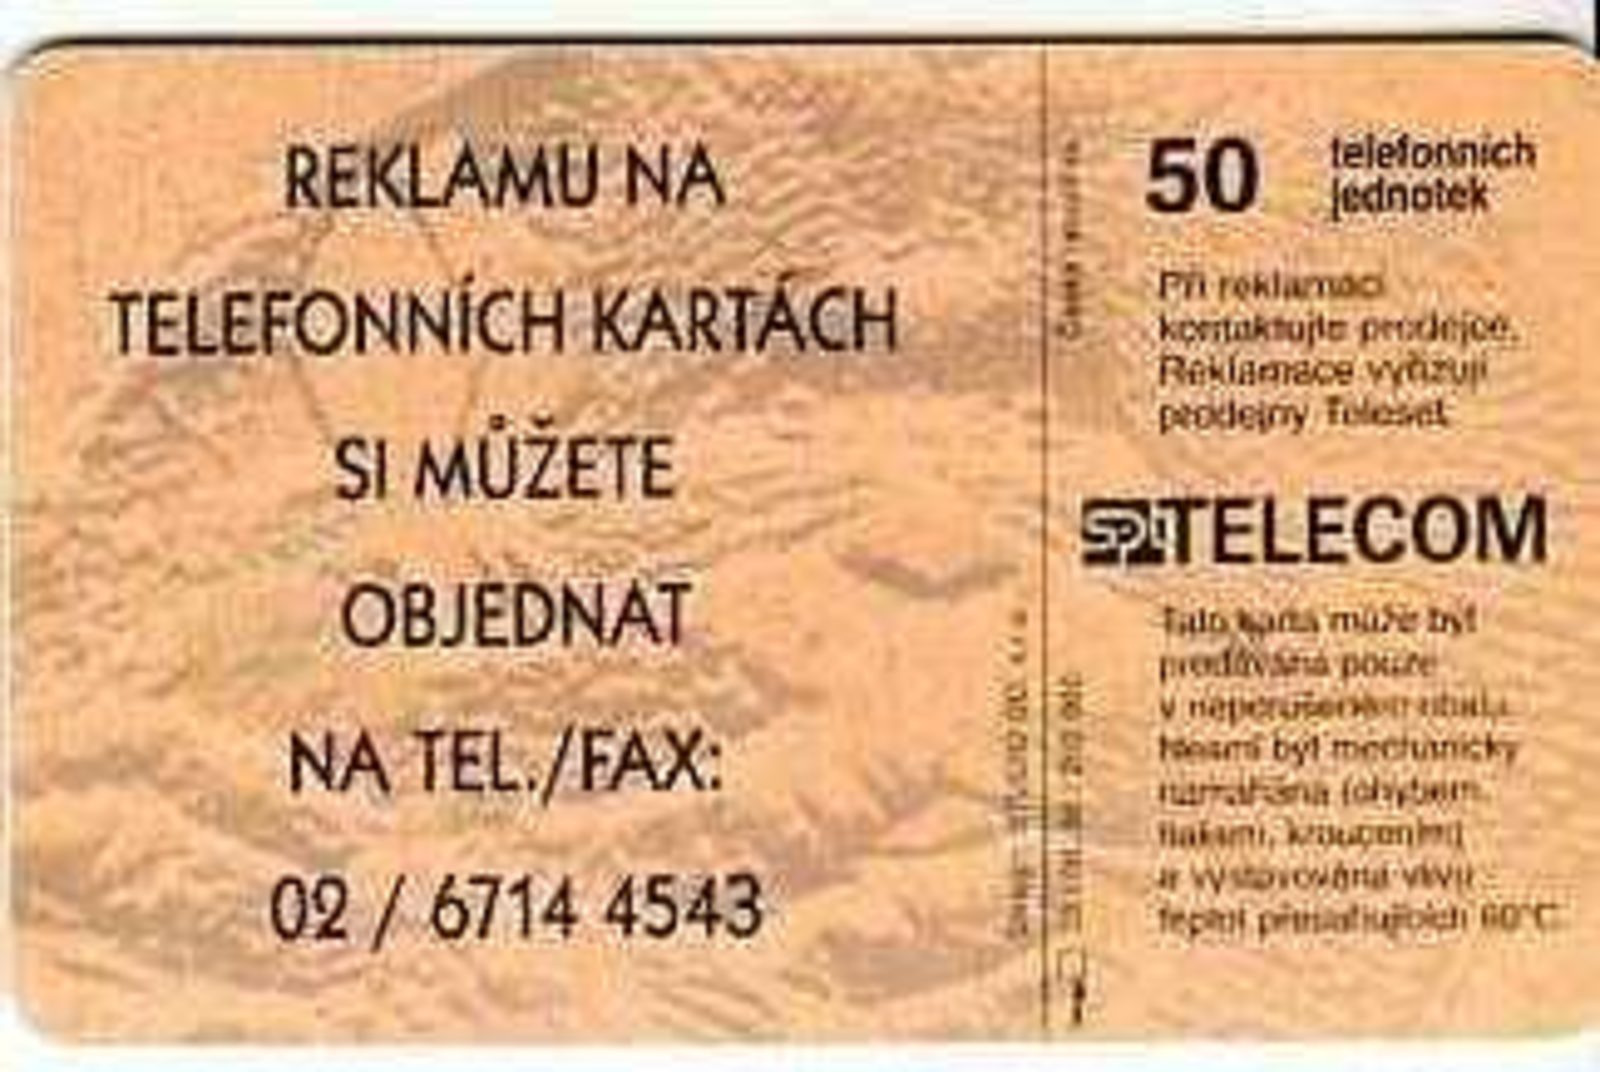 REKLAMU NA
TELEFONNÍCH KARTÁCH
SI MŮŽETE
OBJEDNAT
NA TEL./FAX:
02 / 6714 4543
50 telefonních
jednotek
Při reklamaci
kontaktujte prodejce.
Reklamace vyřizují
prodejny Teleset.
SPT TELECOM
Tato karta může být
prodávána pouze
v neporušeném obalu.
Nesmí být mechanicky
namáhána (ohybem,
tlakem, kroucením)
a vystavována vlivu
teplot přesahujících 60°C.